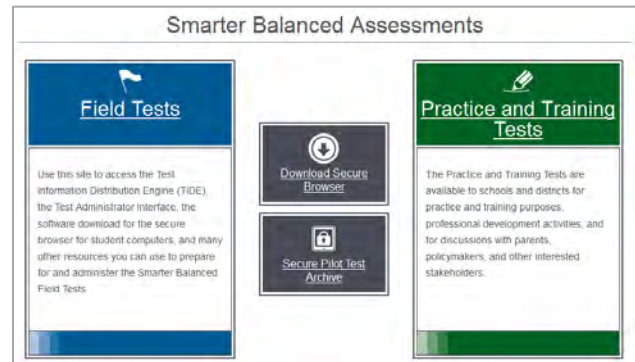 Smarter Balanced Assessments
Field Tests
Use this site to access the Test
Information Distribution Engine (TIDE),
the Test Administrator Interface, the
software download for the secure
browser for student computers, and many
other resources you can use to prepare
for and administer the Smarter Balanced
Field Tests.
Download Secure
Browser
Secure Pilot Test
Archive
Practice and Training
Tests
The Practice and Training Tests are
available to schools and districts for
practice and training purposes,
professional development activities, and
for discussions with parents,
policymakers, and other interested
stakeholders.